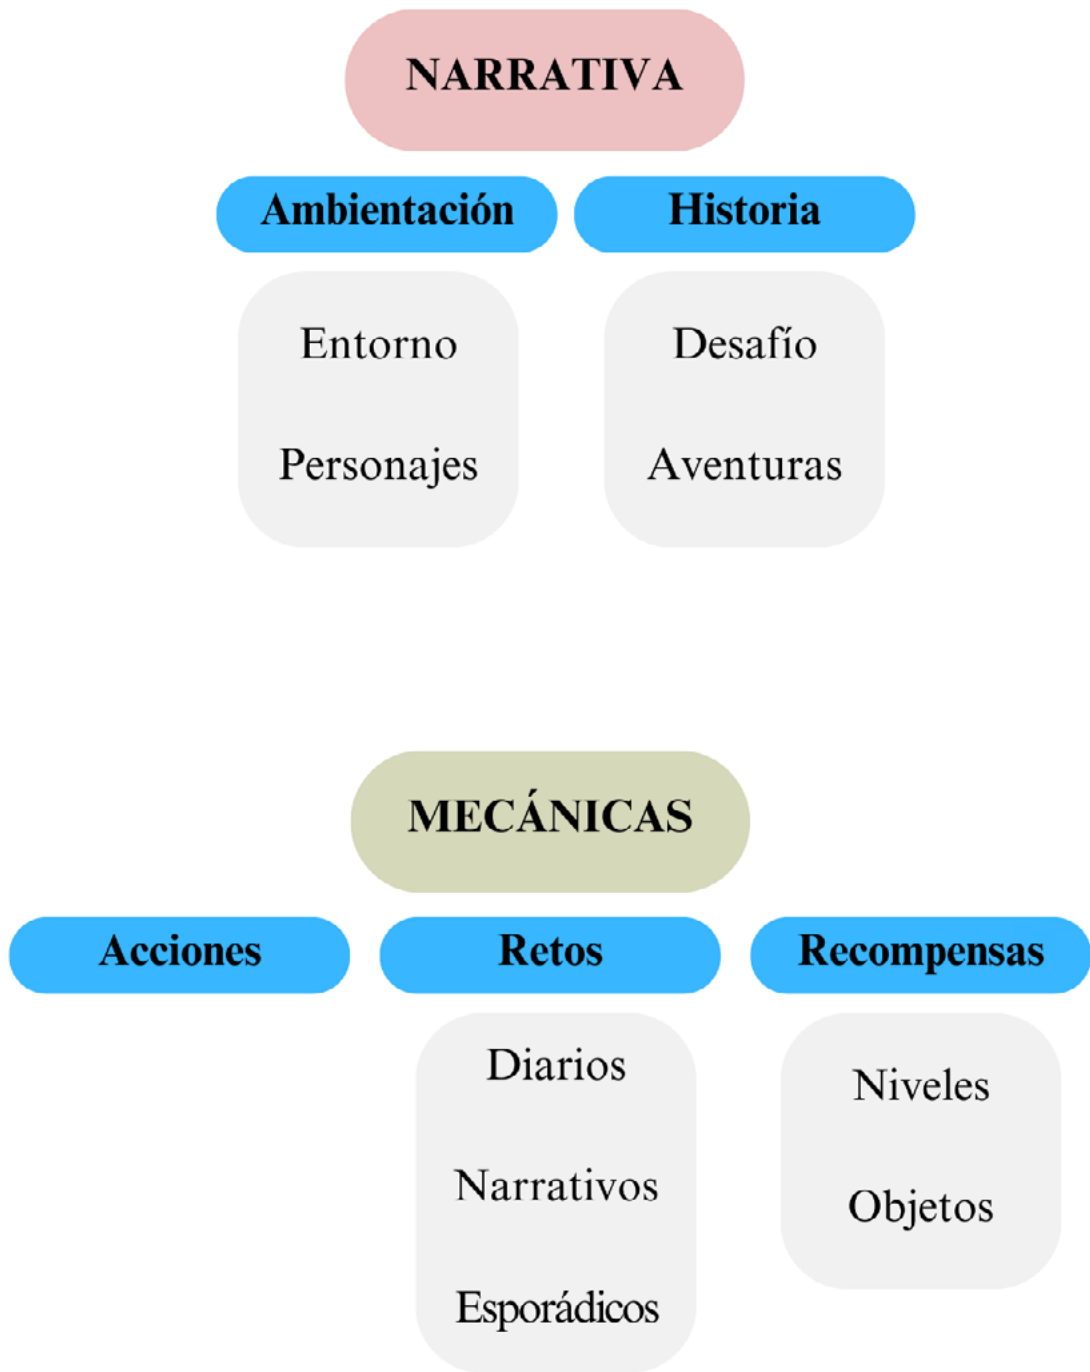 NARRATIVA
Ambientación
Historia
Entorno
Desafío
Personajes
Aventuras
MECÁNICAS
Acciones
Retos
Recompensas
Diarios
Niveles
Narrativos
Objetos
Esporádicos